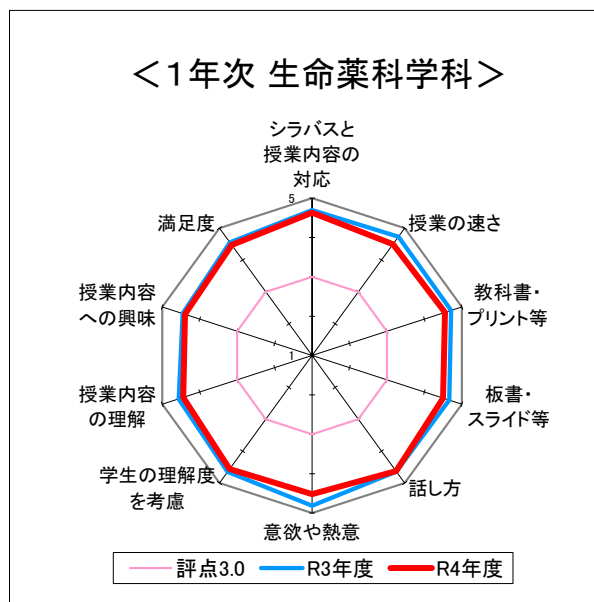 ＜１年次 生命薬科学科＞
シラバスと
授業内容の
対応
5
満足度
授業の速さ
授業内容
への興味
教科書・
プリント等
1
授業内容
の理解
板書・
スライド等
学生の理解度
を考慮
話し方
意欲や熱意
評点3.0
R3年度
R4年度